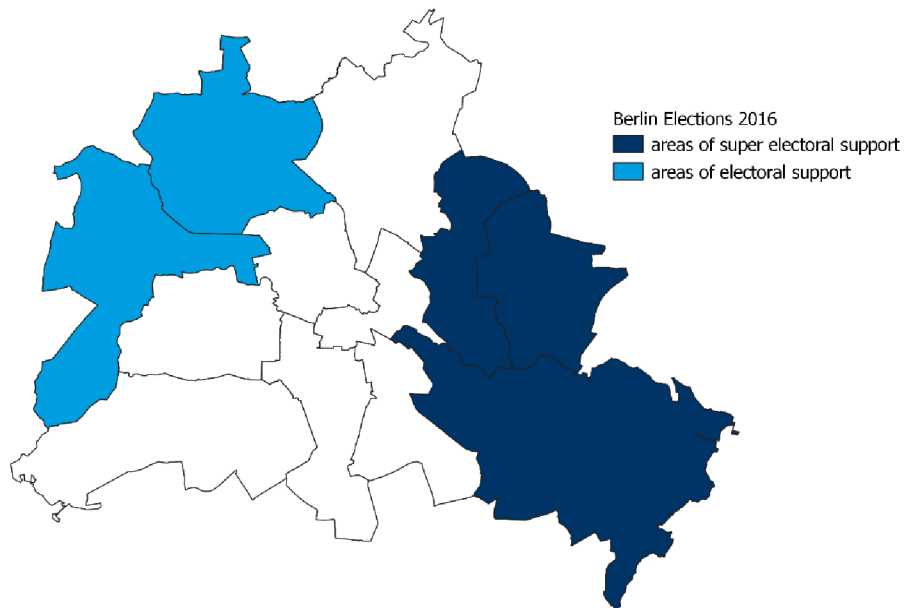 Berlin Elections 2016
areas of super electoral support
areas of electoral support